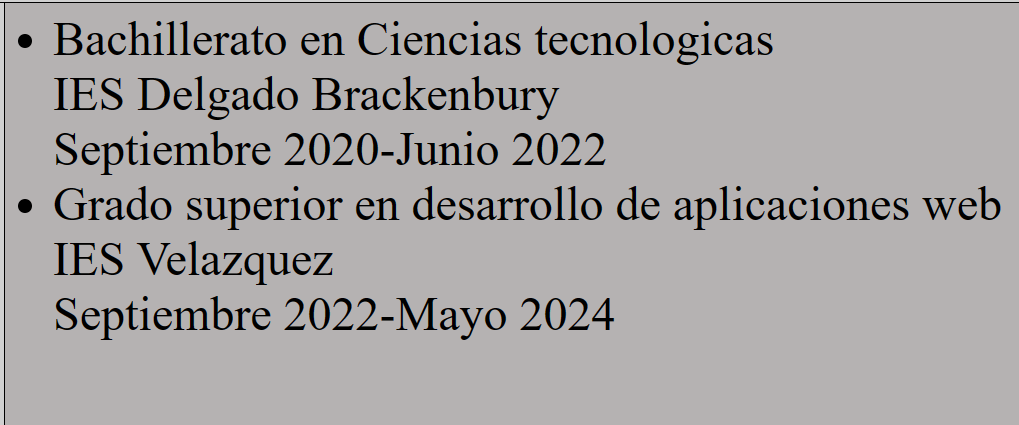 Bachillerato en Ciencias tecnologicas
IES Delgado Brackenbury
Septiembre 2020-Junio 2022
Grado superior en desarrollo de aplicaciones web
IES Velazquez
Septiembre 2022-Mayo 2024